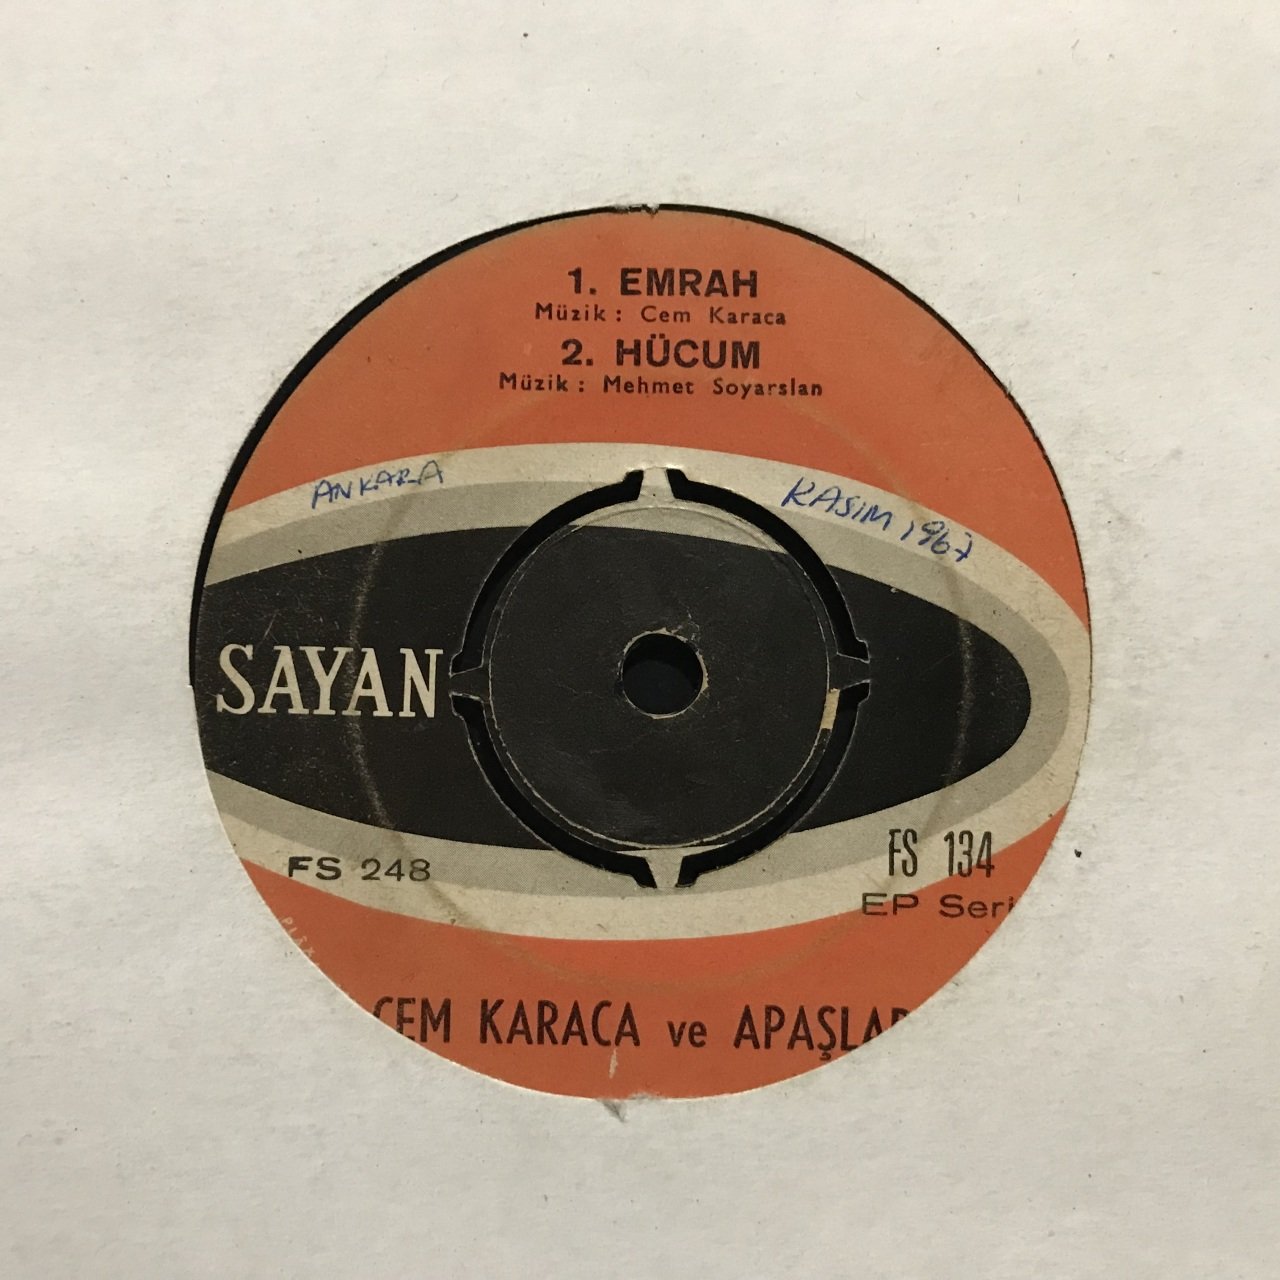 1. EMRAH
Müzik : Cem Karaca
2. HÜCUM
Müzik : Mehmet Soyarslan
ANKARA
KASIM 1967
SAYAN
FS 248
FS 134
EP Seri
CEM KARACA ve APAŞLAR